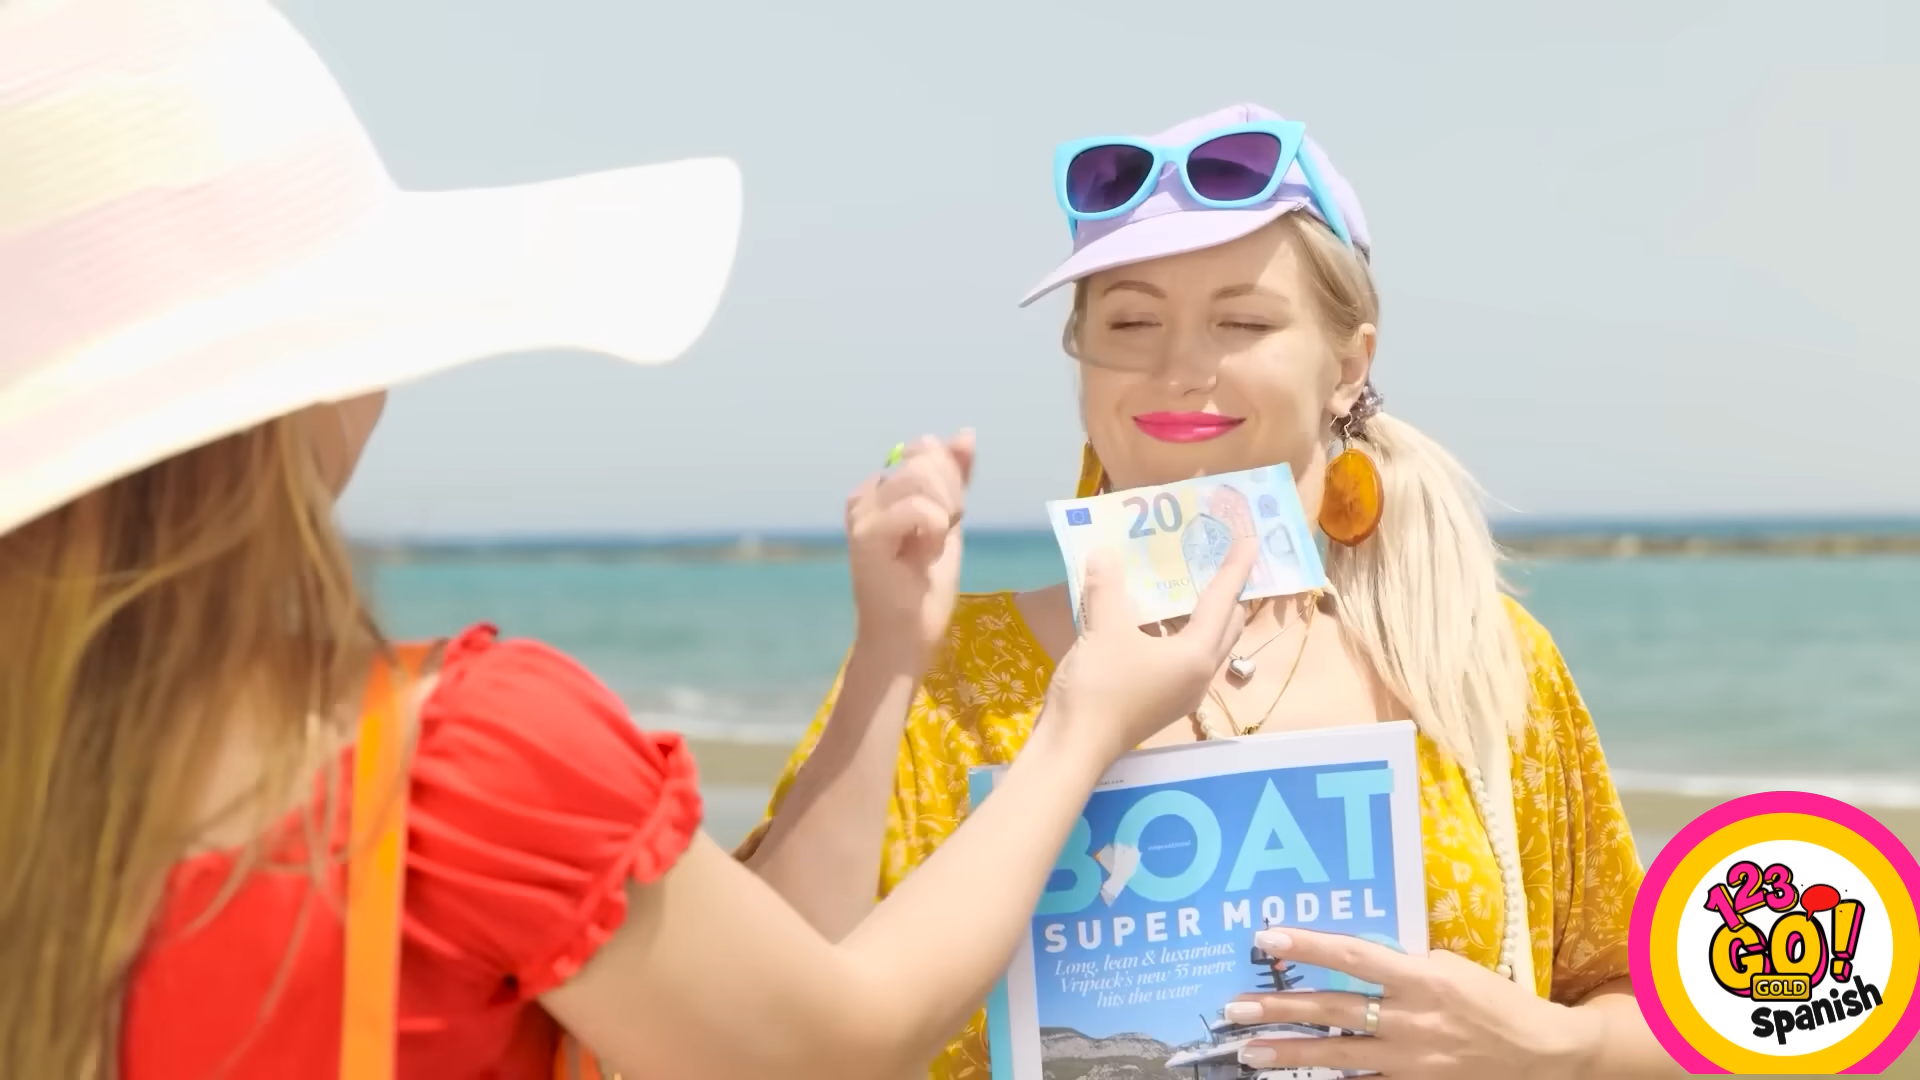 20
EURO
BOAT
SUPER MODEL
Long, lean & luxurious.
Vripack's new 55 metre
hits the water
123
GO!
GOLD
Spanish